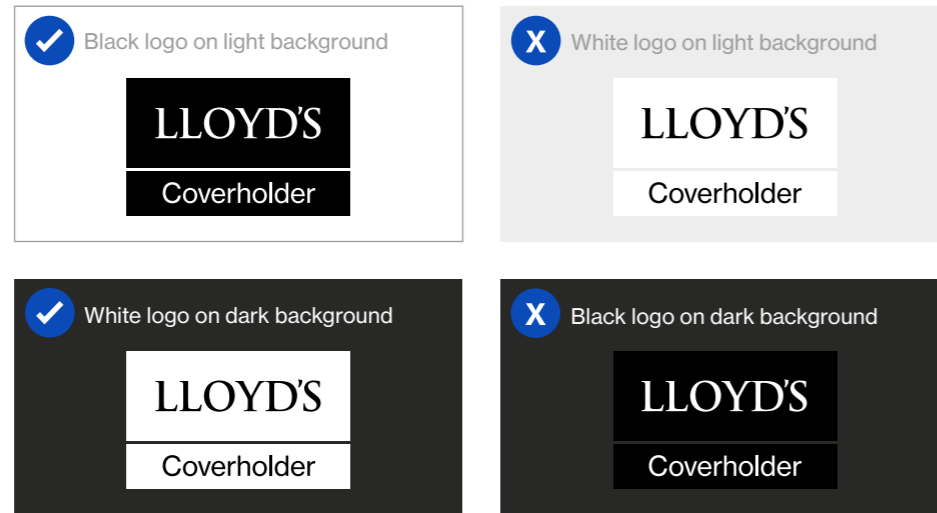 Black logo on light background
LLOYD'S
Coverholder
X White logo on light background
LLOYD'S
Coverholder
White logo on dark background
LLOYD'S
Coverholder
X Black logo on dark background
LLOYD'S
Coverholder